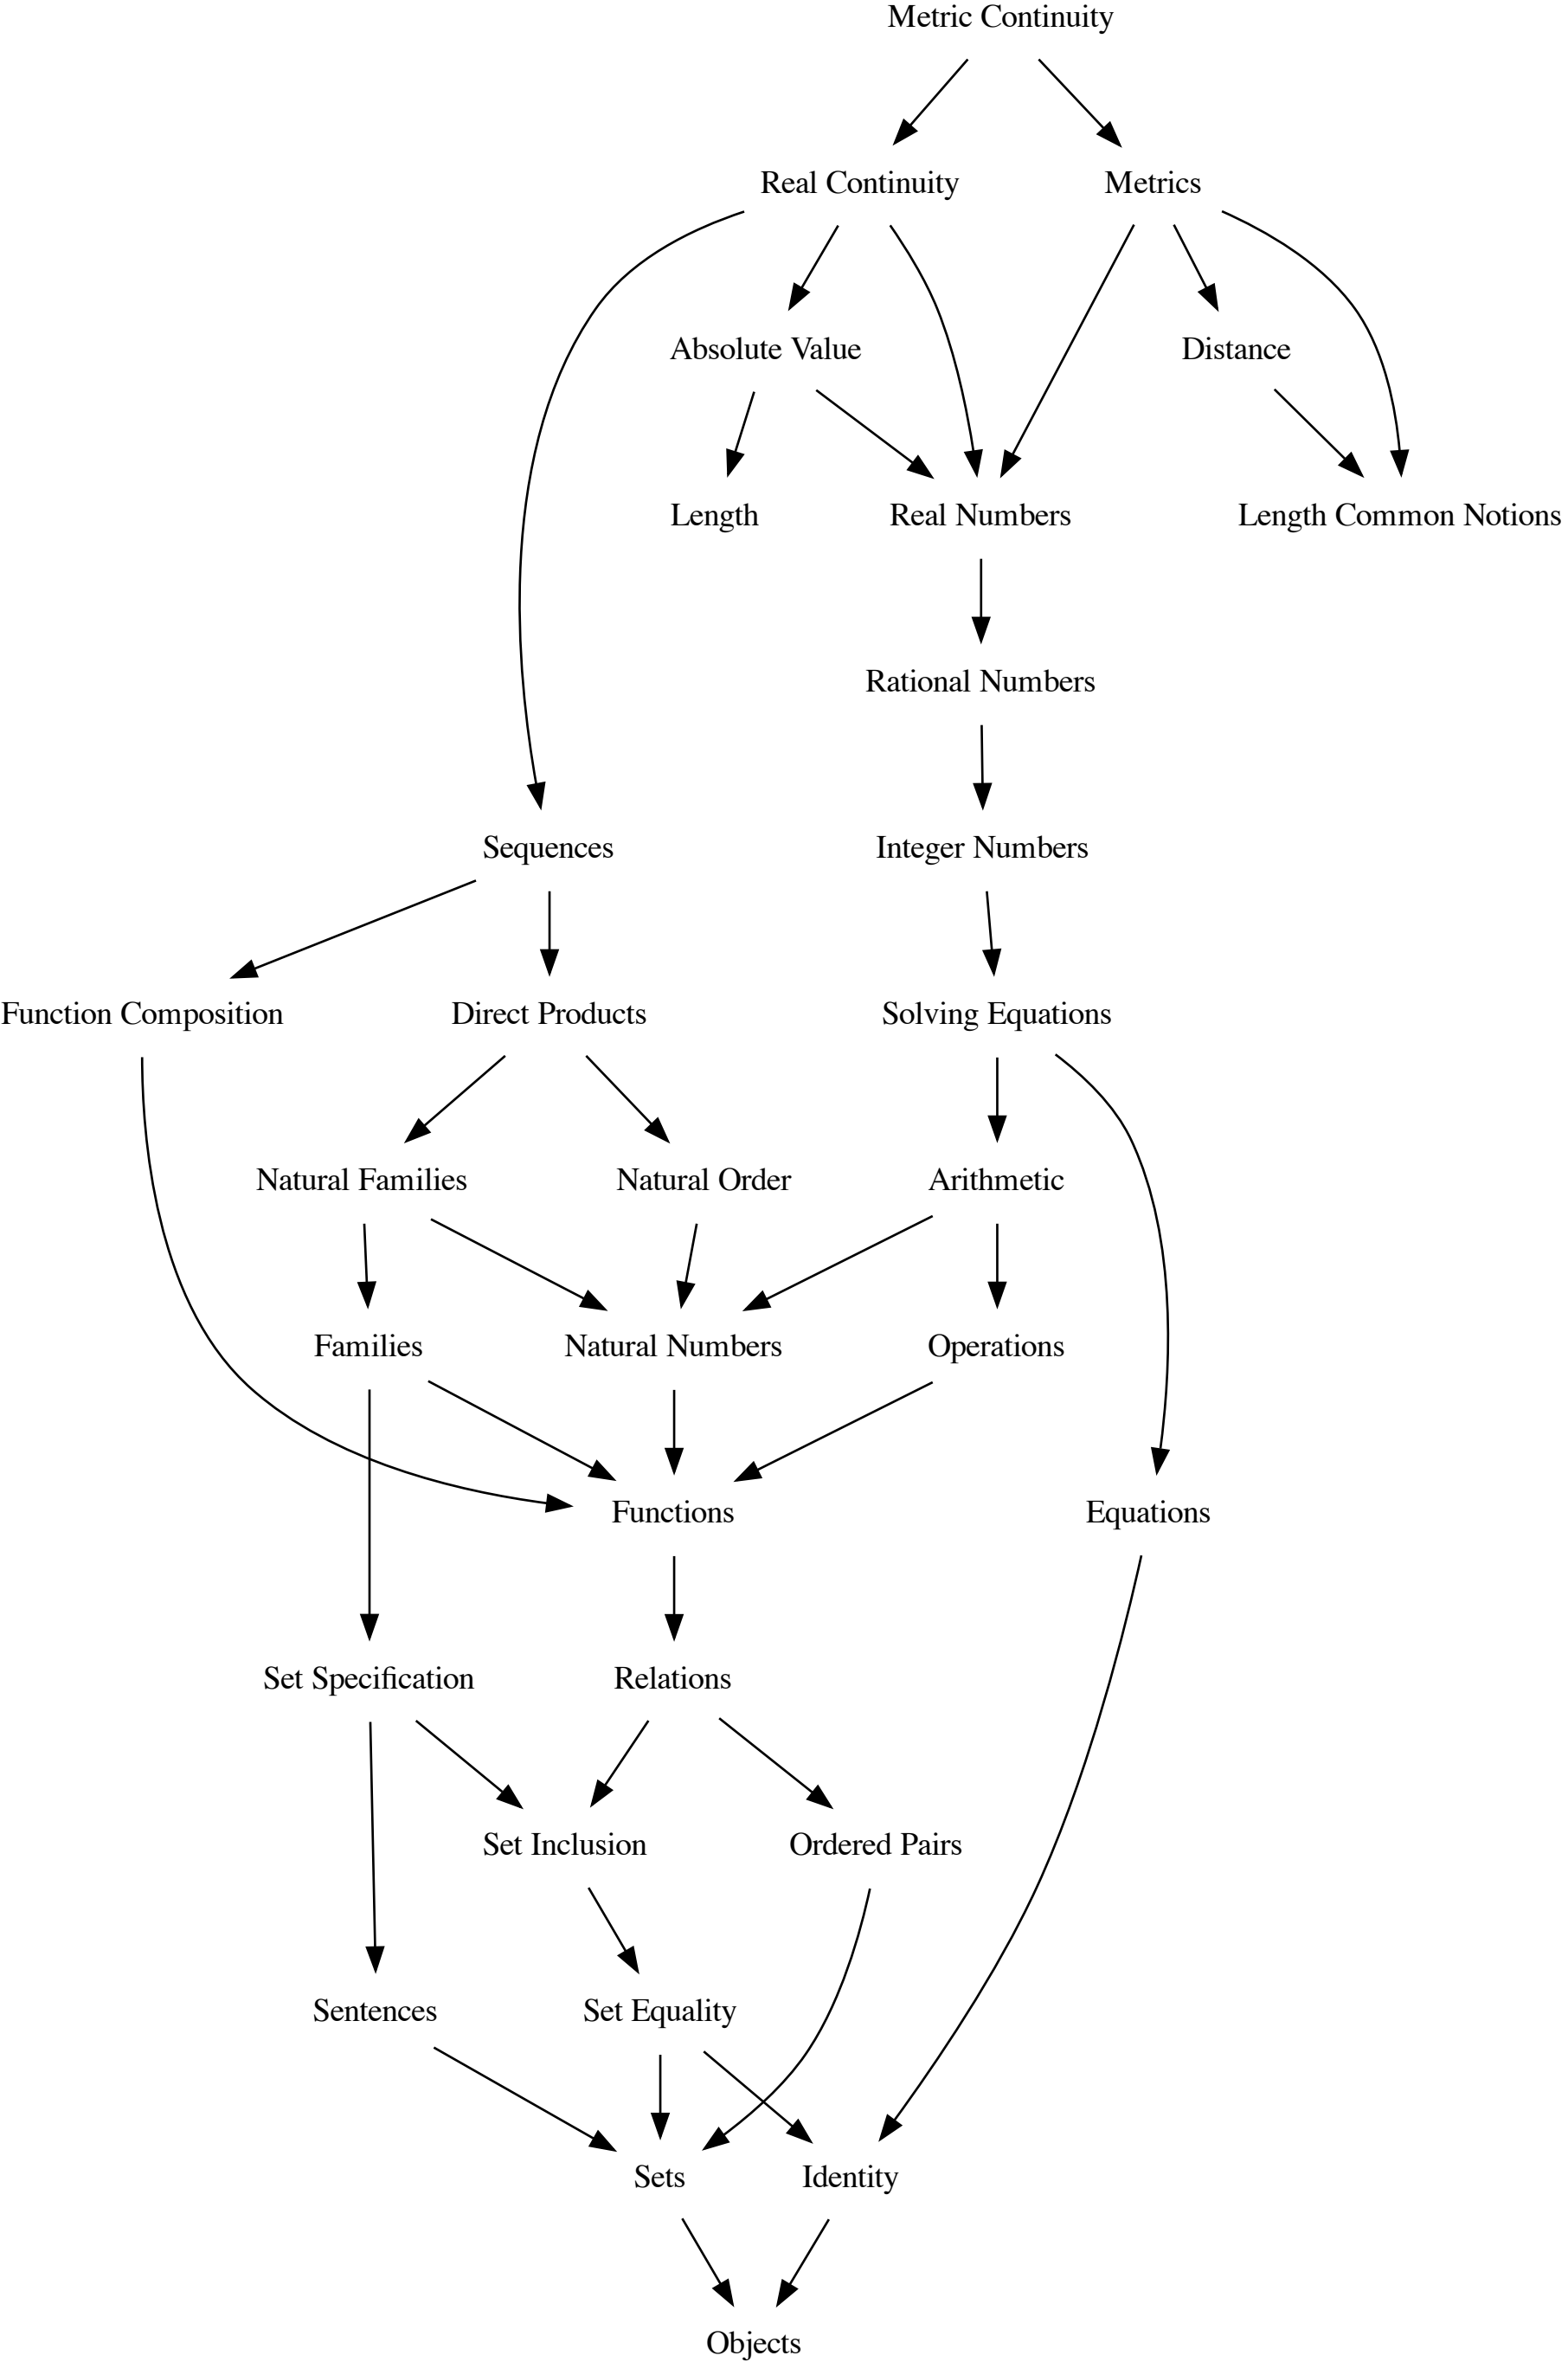 Metric Continuity
Real Continuity
Metrics
Absolute Value
Distance
Length
Real Numbers
Length Common Notions
Rational Numbers
Sequences
Integer Numbers
Function Composition
Direct Products
Solving Equations
Natural Families
Natural Order
Arithmetic
Families
Natural Numbers
Operations
Functions
Equations
Set Specification
Relations
Set Inclusion
Ordered Pairs
Sentences
Set Equality
Sets
Identity
Objects